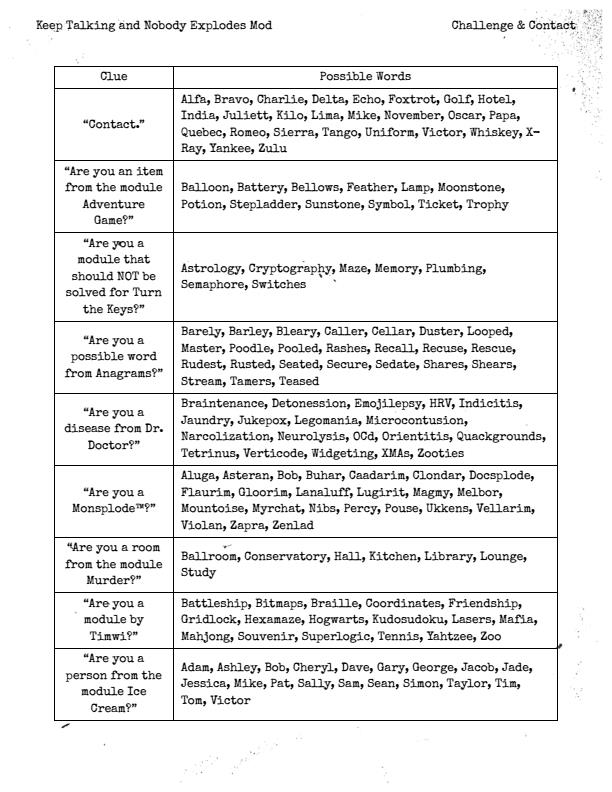 Keep Talking and Nobody Explodes Mod
Challenge & Contact
Clue
Possible Words
“Contact.”
Alfa, Bravo, Charlie, Delta, Echo, Foxtrot, Golf, Hotel,
India, Juliett, Kilo, Lima, Mike, November, Oscar, Papa,
Quebec, Romeo, Sierra, Tango, Uniform, Victor, Whiskey, X-
Ray, Yankee, Zulu
“Are you an item
from the module
Adventure
Game?”
Balloon, Battery, Bellows, Feather, Lamp, Moonstone,
Potion, Stepladder, Sunstone, Symbol, Ticket, Trophy
“Are you a
module that
should NOT be
solved for Turn
the Keys?”
Astrology, Cryptography, Maze, Memory, Plumbing,
Semaphore, Switches
“Are you a
possible word
from Anagrams?”
Barely, Barley, Bleary, Caller, Cellar, Duster, Looped,
Master, Poodle, Pooled, Rashes, Recall, Recuse, Rescue,
Rudest, Rusted, Seated, Secure, Sedate, Shares, Shears,
Stream, Tamers, Teased
“Are you a
disease from Dr.
Doctor?”
Braintenance, Detonession, Emojilepsy, HRV, Indicitis,
Jaundry, Jukepox, Legomania, Microcontusion,
Narcolization, Neurolysis, OCd, Orientitis, Quackgrounds,
Tetrinus, Verticode, Widgeting, XMAs, Zooties
“Are you a
Monsplode™?”
Aluga, Asteran, Bob, Buhar, Caadarim, Clondar, Docsplode,
Flaurim, Gloorim, Lanaluff, Lugirit, Magmy, Melbor,
Mountoise, Myrchat, Nibs, Percy, Pouse, Ukkens, Vellarim,
Violan, Zapra, Zenlad
“Are you a room
from the module
Murder?”
Ballroom, Conservatory, Hall, Kitchen, Library, Lounge,
Study
“Are you a
module by
Timwi?”
Battleship, Bitmaps, Braille, Coordinates, Friendship,
Gridlock, Hexamaze, Hogwarts, Kudosudoku, Lasers, Mafia,
Mahjong, Souvenir, Superlogic, Tennis, Yahtzee, Zoo
“Are you a
person from the
module Ice
Cream?”
Adam, Ashley, Bob, Cheryl, Dave, Gary, George, Jacob, Jade,
Jessica, Mike, Pat, Sally, Sam, Sean, Simon, Taylor, Tim,
Tom, Victor